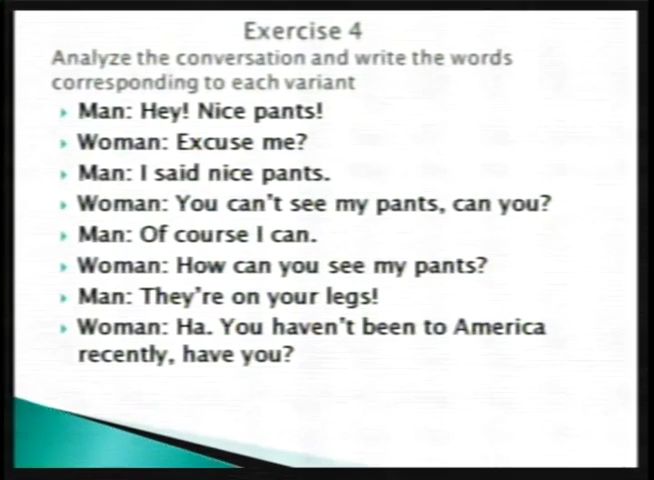 Exercise 4
Analyze the conversation and write the words
corresponding to each variant
Man: Hey! Nice pants!
Woman: Excuse me?
Man: I said nice pants.
Woman: You can't see my pants, can you?
Man: Of course I can.
Woman: How can you see my pants?
Man: They're on your legs!
Woman: Ha. You haven't been to America
recently, have you?